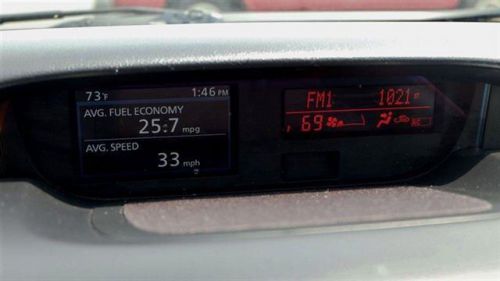 73°F 1:46 PM
AVG. FUEL ECONOMY
25.7 mpg
AVG. SPEED
33 mph
FM1 1021
69